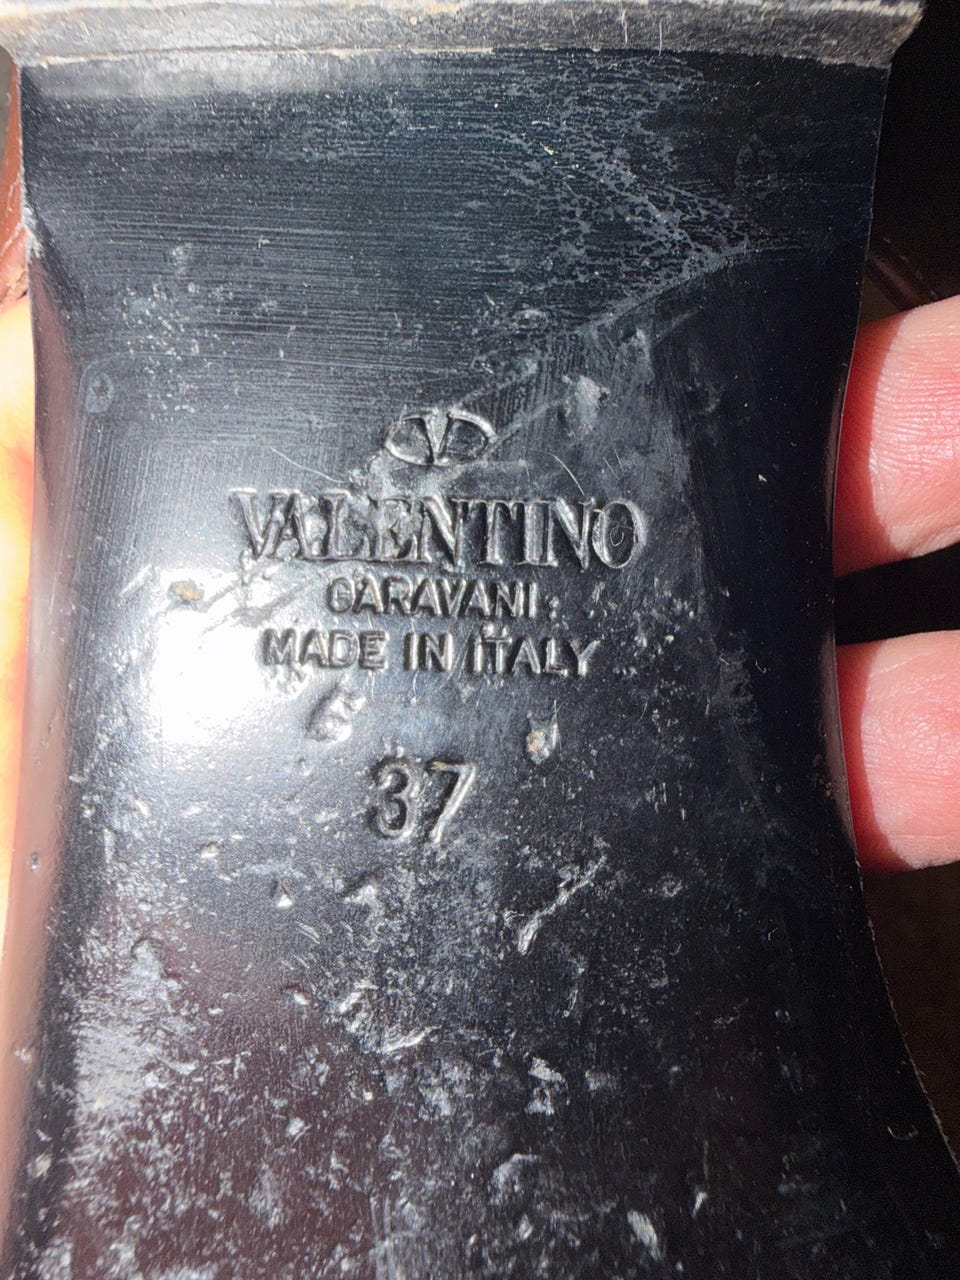 V
VALENTINO
GARAVANI
MADE IN ITALY
37